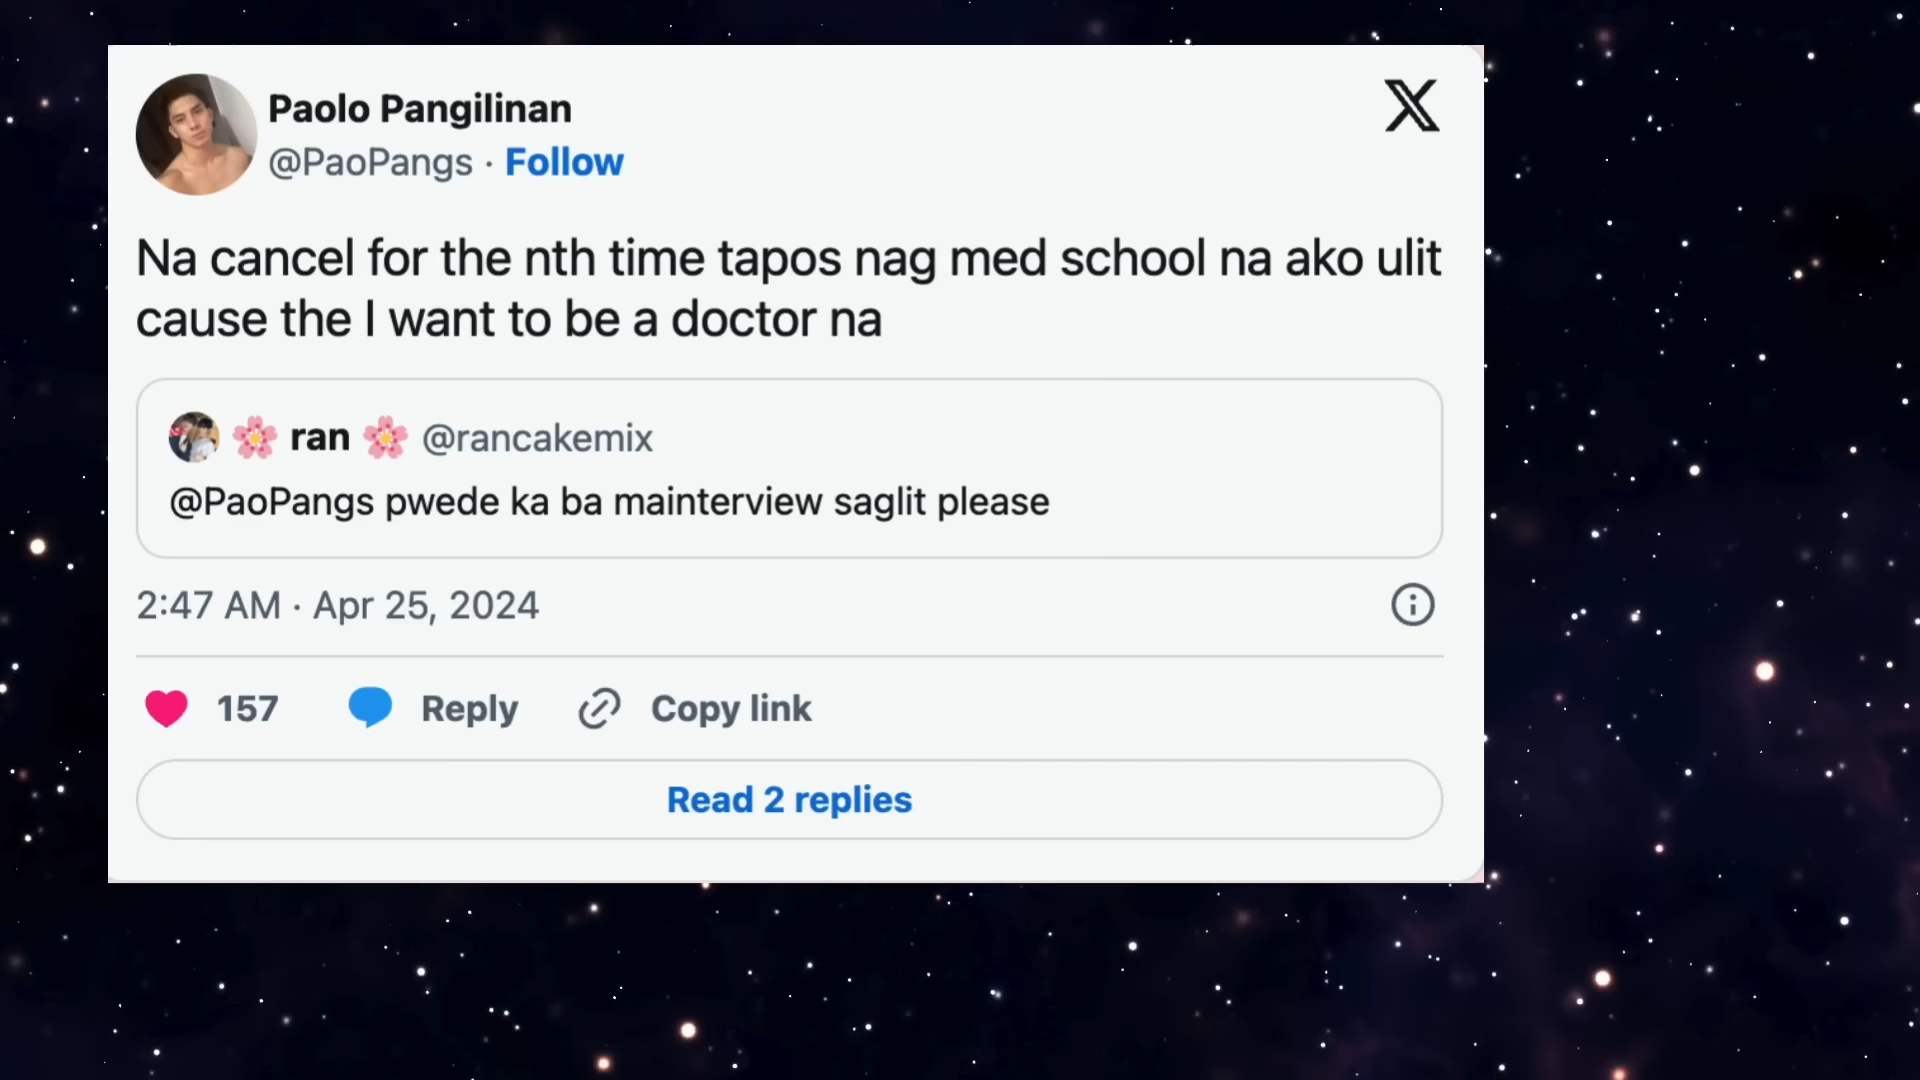 Paolo Pangilinan
@PaoPangs · Follow
Na cancel for the nth time tapos nag med school na ako ulit
cause the I want to be a doctor na
🌸 ran 🌸 @rancakemix
@PaoPangs pwede ka ba mainterview saglit please
2:47 AM · Apr 25, 2024
157 Reply Copy link
Read 2 replies